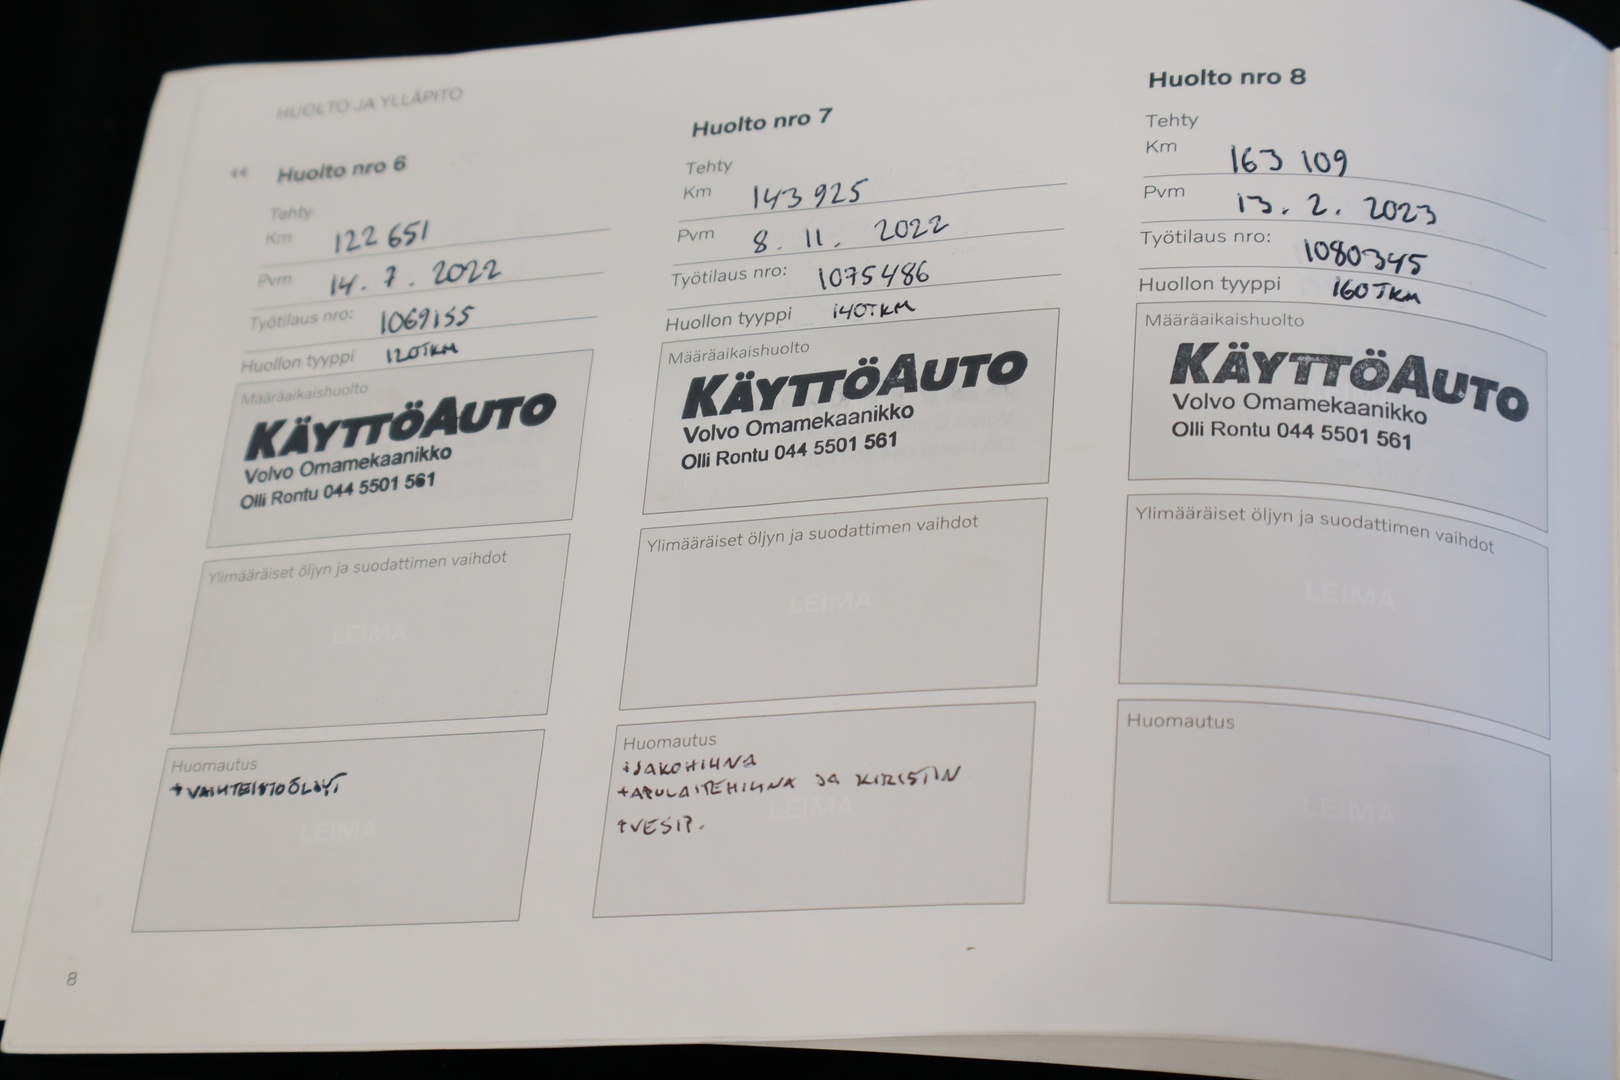 HUOLTO JA YLLÄPITO
Huolto nro 6
Tehty
Km 122 651
Pvm 14. 7. 2022
Työtilaus nro: 1069155
Huollon tyyppi 120TKM
Määräaikaishuolto
KÄYTTÖAUTO
Volvo Omamekaanikko
Olli Rontu 044 5501 561
Ylimääräiset öljyn ja suodattimen vaihdot
LEIMA
Huomautus
+VAIHTEISTOÖLJYT
LEIMA
Huolto nro 7
Tehty
Km 143 925
Pvm 8. 11. 2022
Työtilaus nro: 1075486
Huollon tyyppi 140TKM
Määräaikaishuolto
KÄYTTÖAUTO
Volvo Omamekaanikko
Olli Rontu 044 5501 561
Ylimääräiset öljyn ja suodattimen vaihdot
LEIMA
Huomautus
+JAKOHIHNA
+APULAITEHIHNA JA KIRISTIN
LEIMA
+VESIP.
Huolto nro 8
Tehty
Km 163 109
Pvm 13. 2. 2023
Työtilaus nro: 1080345
Huollon tyyppi 160TKM
Määräaikaishuolto
KÄYTTÖAUTO
Volvo Omamekaanikko
Olli Rontu 044 5501 561
Ylimääräiset öljyn ja suodattimen vaihdot
LEIMA
Huomautus
LEIMA
8